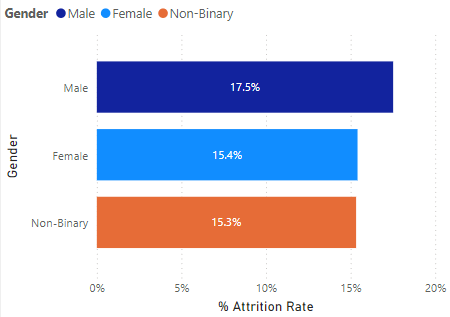 Gender Male Female Non-Binary
Male 17.5%
Female 15.4%
Non-Binary 15.3%
Gender
0% 5% 10% 15% 20%
% Attrition Rate